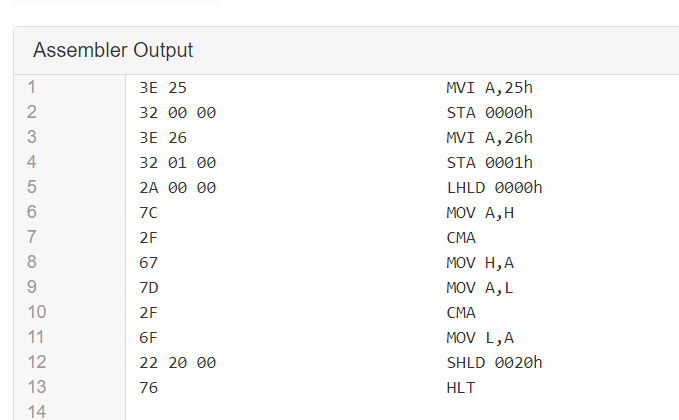 Assembler Output
1 3E 25 MVI A,25h
2 32 00 00 STA 0000h
3 3E 26 MVI A,26h
4 32 01 00 STA 0001h
5 2A 00 00 LHLD 0000h
6 7C MOV A,H
7 2F CMA
8 67 MOV H,A
9 7D MOV A,L
10 2F CMA
11 6F MOV L,A
12 22 20 00 SHLD 0020h
13 76 HLT
14